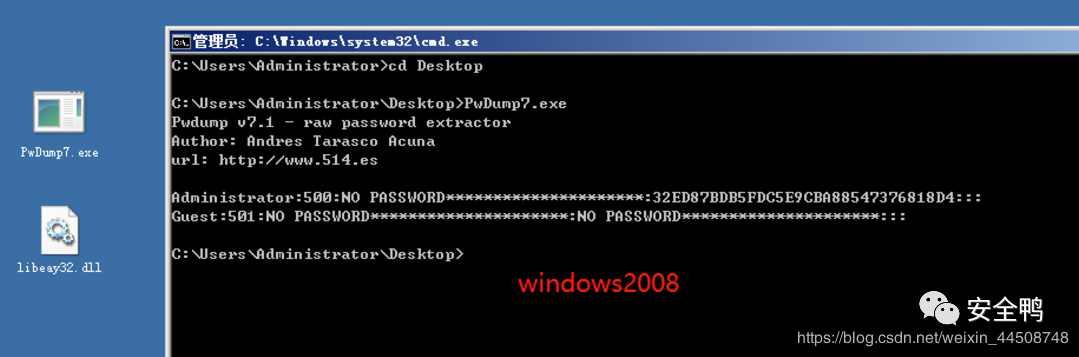 管理员: C:\Windows\system32\cmd.exe
C:\Users\Administrator>cd Desktop
C:\Users\Administrator\Desktop>PwDump7.exe
Pwdump v7.1 - raw password extractor
Author: Andres Tarasco Acuna
url: http://www.514.es
Administrator:500:NO PASSWORD*********************:32ED87BDB5FDC5E9CBA88547376818D4:::
Guest:501:NO PASSWORD*********************:NO PASSWORD*********************:::
C:\Users\Administrator\Desktop>
PwDump7.exe
libeay32.dll
windows2008
安全鸭
https://blog.csdn.net/weixin_44508748